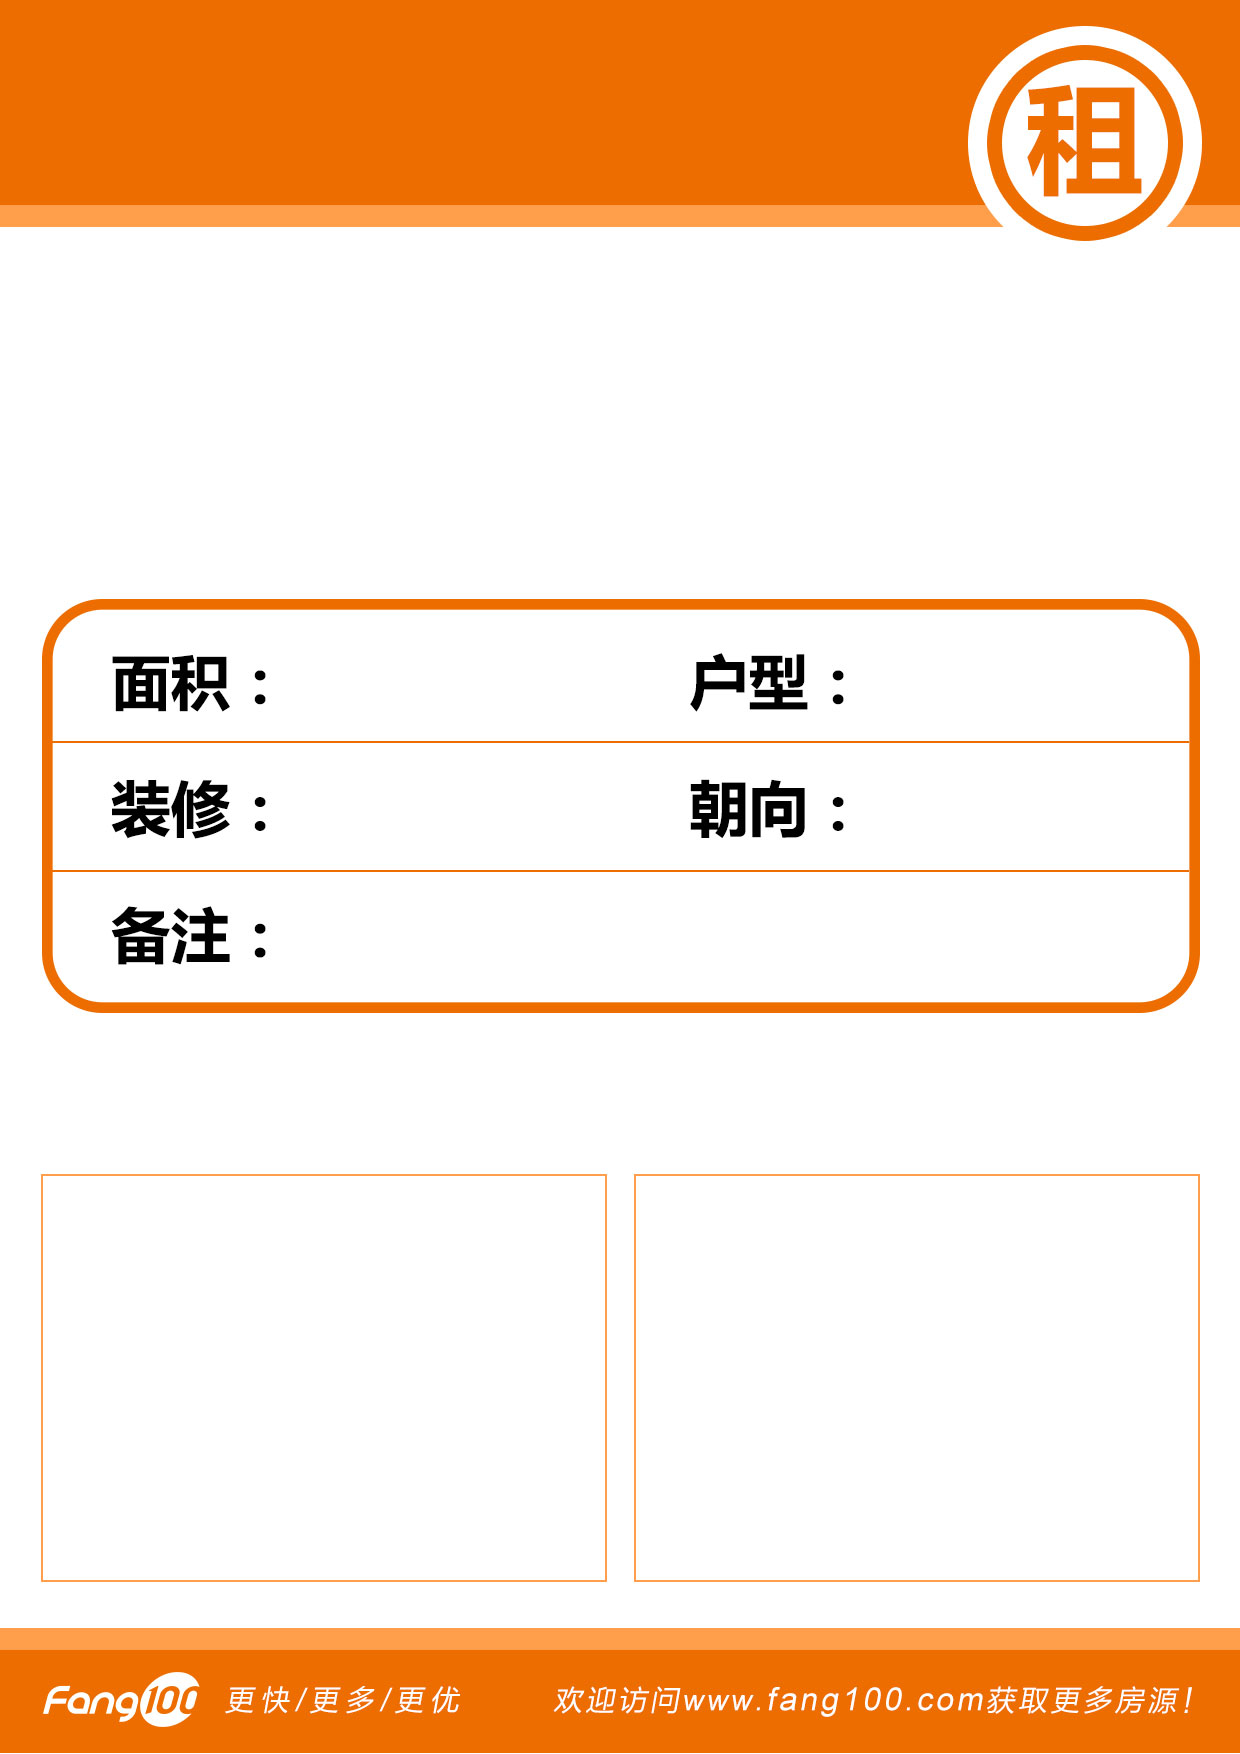 租
面积： 户型：
装修： 朝向：
备注：
Fang100 更快/更多/更优 欢迎访问www.fang100.com获取更多房源！